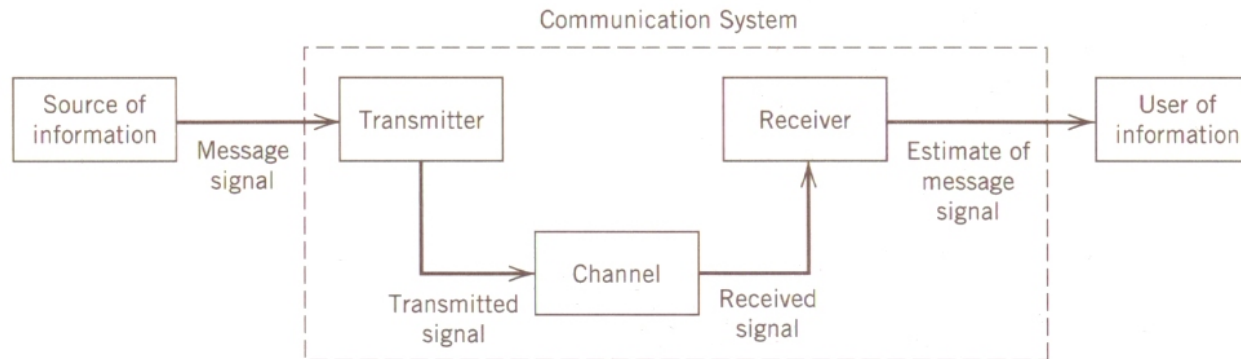 Communication System
Source of
information
Message
signal
Transmitter
Transmitted
signal
Channel
Received
signal
Receiver
Estimate of
message
signal
User of
information